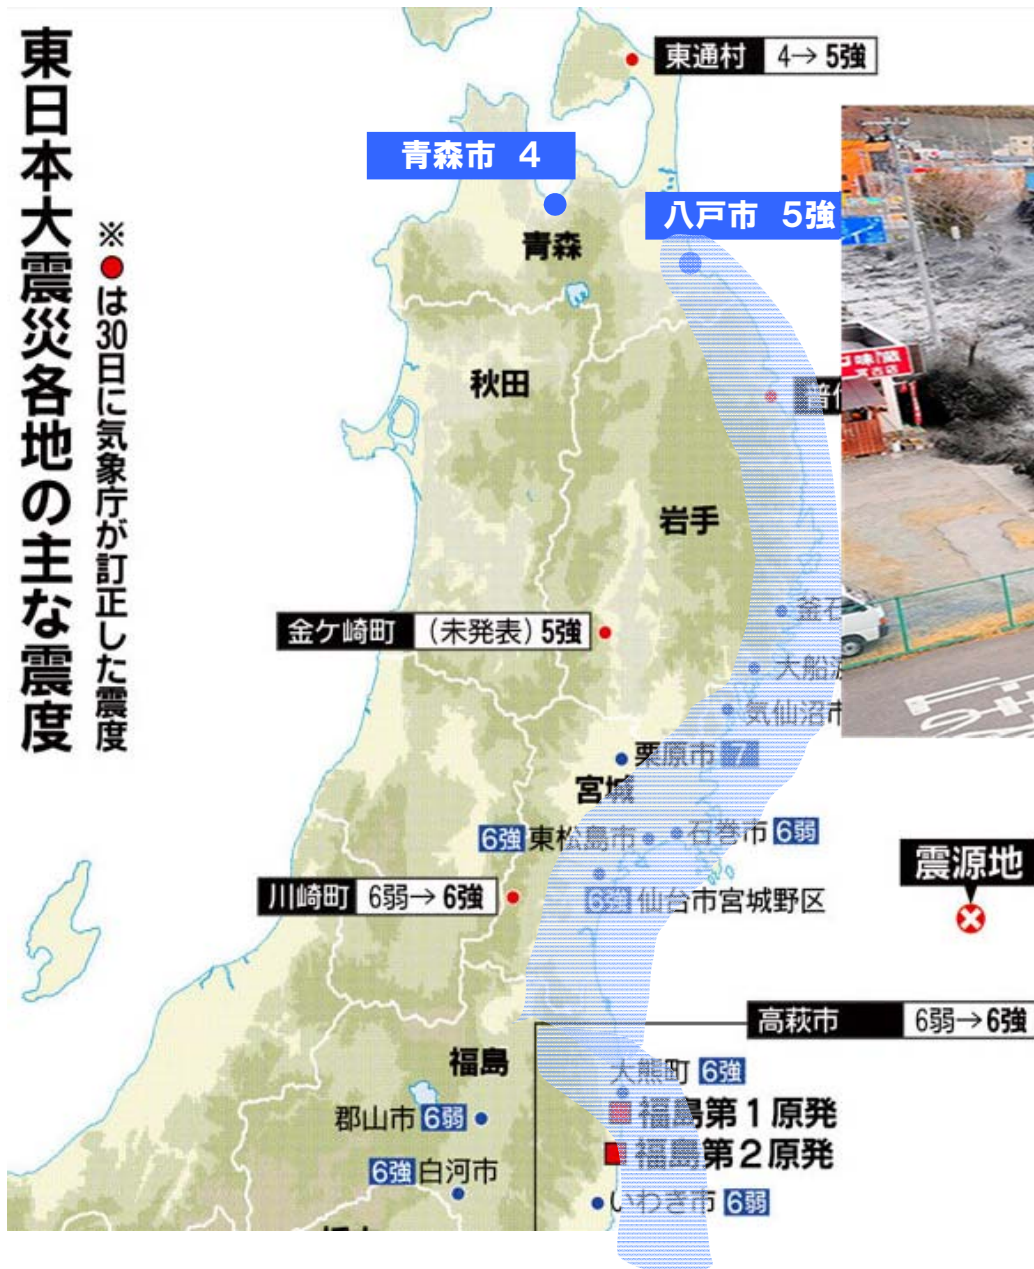 東日本大震災各地の主な震度
※●は30日に気象庁が訂正した震度
東通村 4→5強
青森市 4
八戸市 5強
青森
秋田
岩手
金ケ崎町 (未発表)5強
釜石
大船渡
気仙沼市
栗原市
宮城
6強 東松島市
石巻市 6弱
川崎町 6弱→6強
6強 仙台市宮城野区
震源地
高萩市 6弱→6強
福島
大熊町 6強
福島第1原発
郡山市 6弱
福島第2原発
6強 白河市
いわき市 6弱